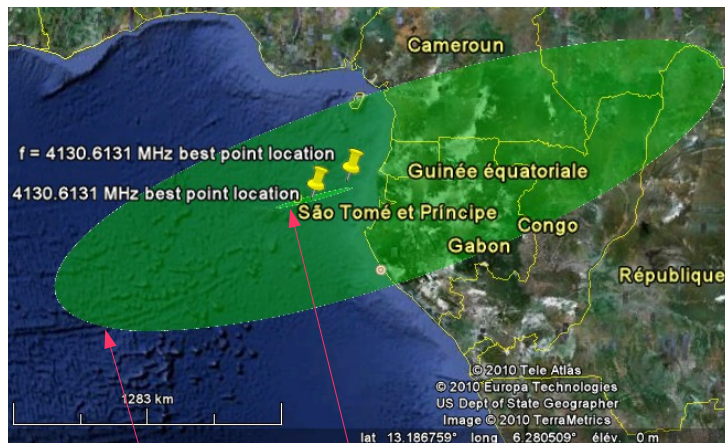 Cameroun
f = 4130.6131 MHz best point location
Guinée équatoriale
4130.6131 MHz best point location
São Tomé et Príncipe
Congo
Gabon
République
© 2010 Tele Atlas
© 2010 Europa Technologies
US Dept of State Geographer
Image © 2010 TerraMetrics
1283 km
lat 13.186759° long 6.280509° élév. 0 m